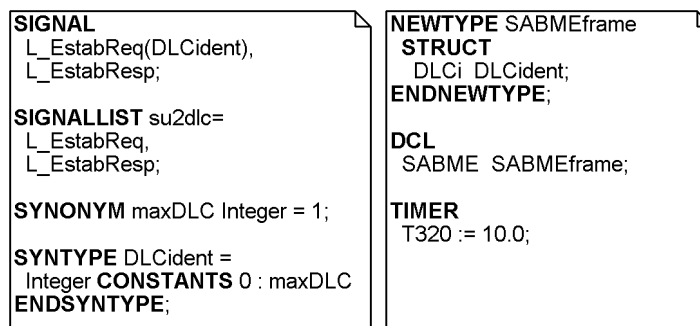 SIGNAL
L_EstabReq(DLCident),
L_EstabResp;
SIGNALLIST su2dlc=
L_EstabReq,
L_EstabResp;
SYNONYM maxDLC Integer = 1;
SYNTYPE DLCident =
Integer CONSTANTS 0 : maxDLC
ENDSYNTYPE;
NEWTYPE SABMEframe
STRUCT
DLCi DLCident;
ENDNEWTYPE;
DCL
SABME SABMEframe;
TIMER
T320 := 10.0;